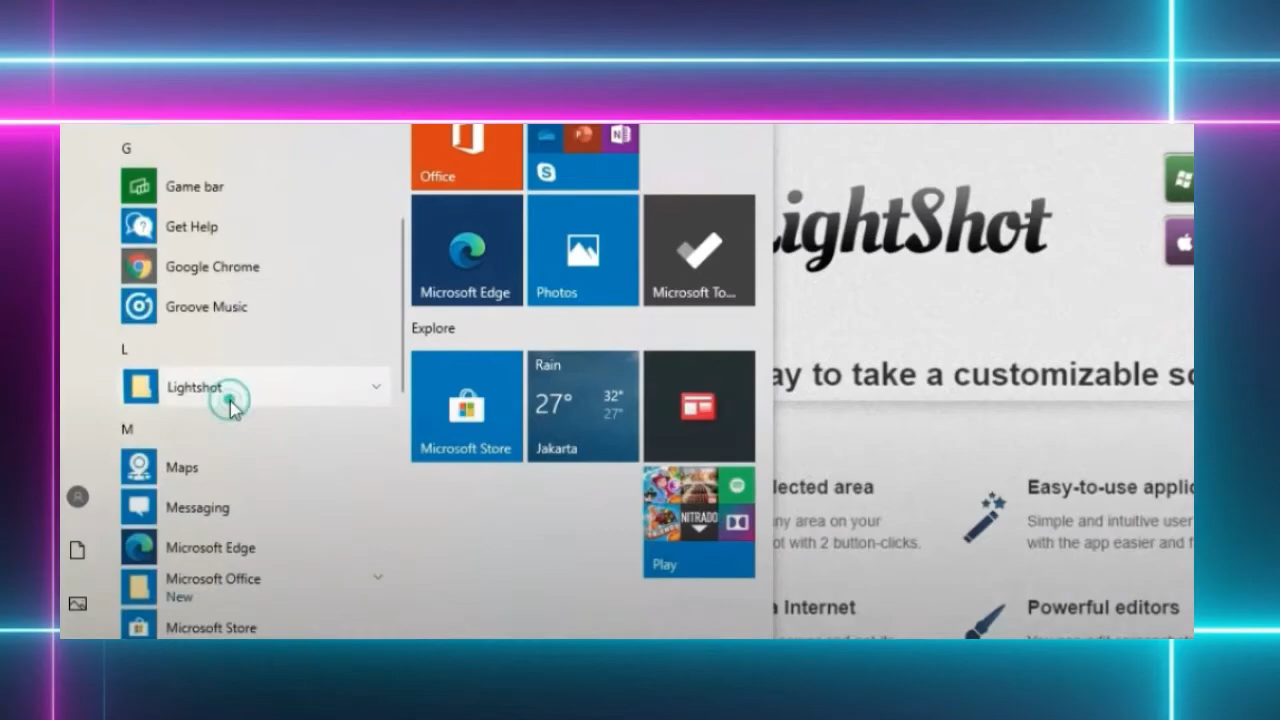 G
Game bar
Get Help
Google Chrome
Groove Music
L
Lightshot
M
Maps
Messaging
Microsoft Edge
Microsoft Office
New
Microsoft Store
Office
Microsoft Edge
Photos
Microsoft To...
Explore
Microsoft Store
Rain
27°
32°
27°
Jakarta
NITRADO
Play
ightShot
ay to take a customizable
lected area
ny area on your
ot with 2 button-clicks.
Easy-to-use
Simple and intuitive user
with the app easier and
Internet
Powerful editors